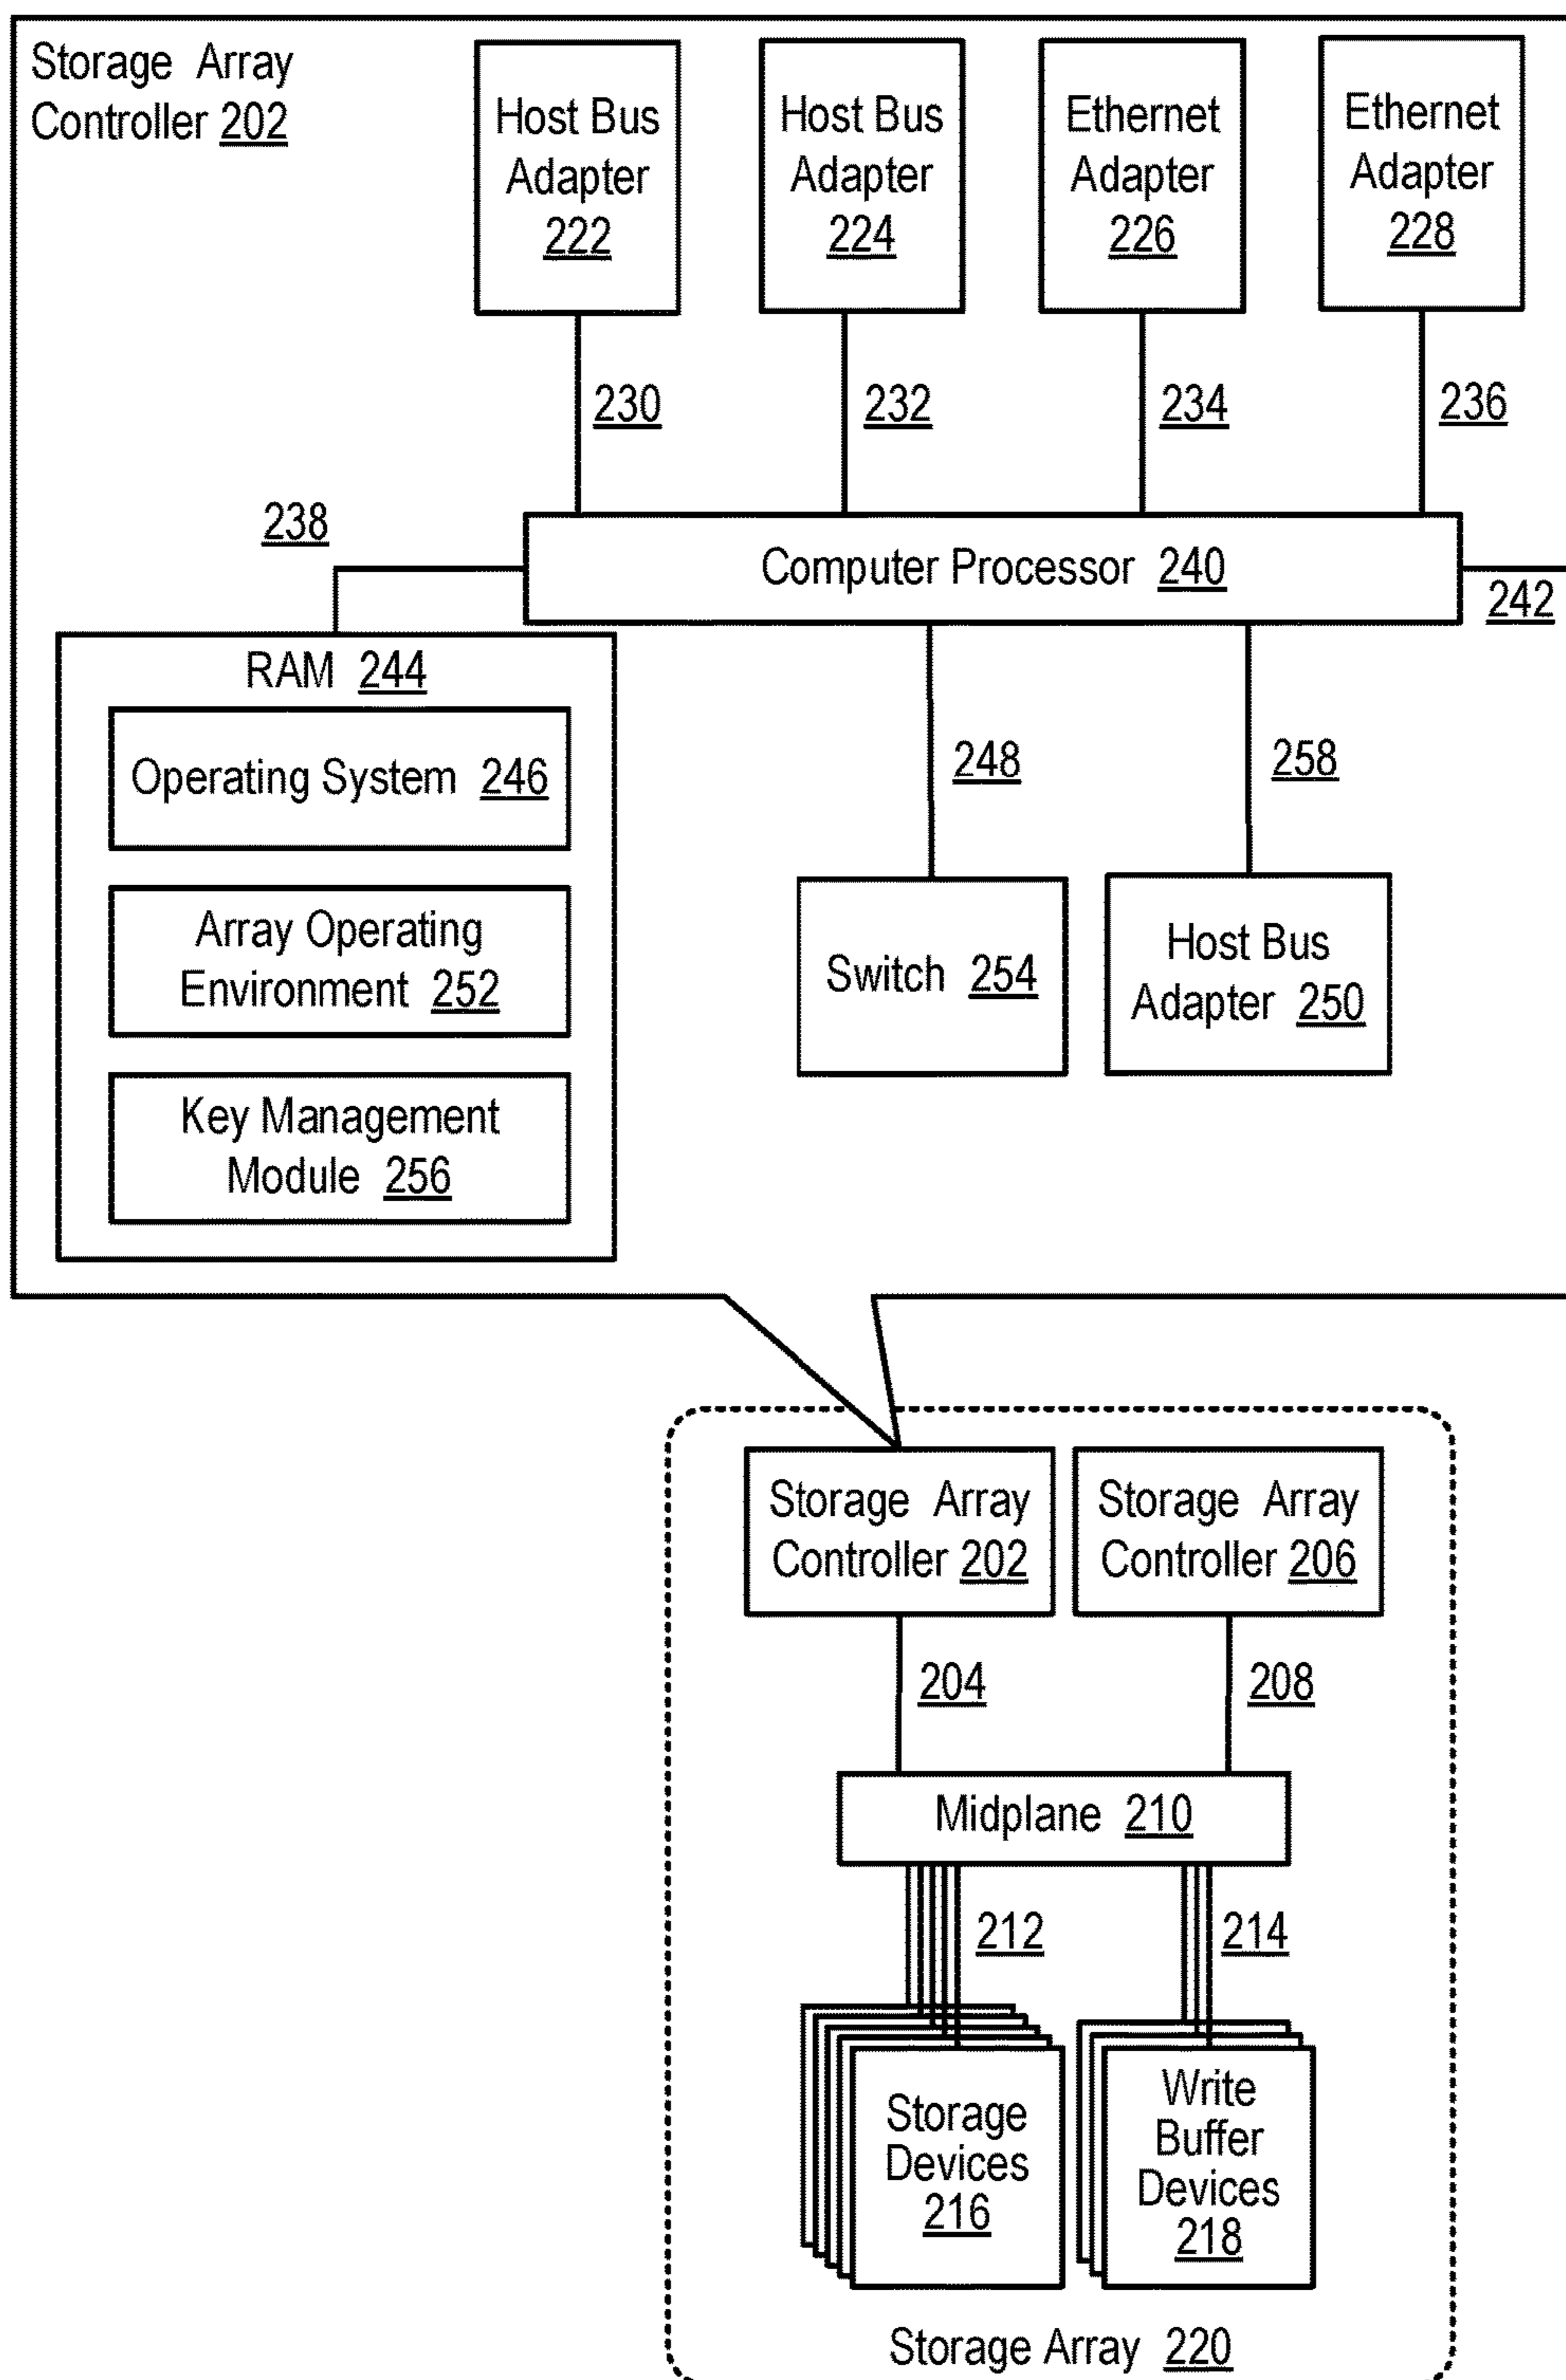 Storage Array
Controller 202
Host Bus
Adapter
222
Host Bus
Adapter
224
Ethernet
Adapter
226
Ethernet
Adapter
228
230
232
234
236
238
Computer Processor 240
242
RAM 244
Operating System 246
Array Operating
Environment 252
Key Management
Module 256
248
258
Switch 254
Host Bus
Adapter 250
Storage Array
Controller 202
Storage Array
Controller 206
204
208
Midplane 210
212
214
Storage
Devices
216
Write
Buffer
Devices
218
Storage Array 220